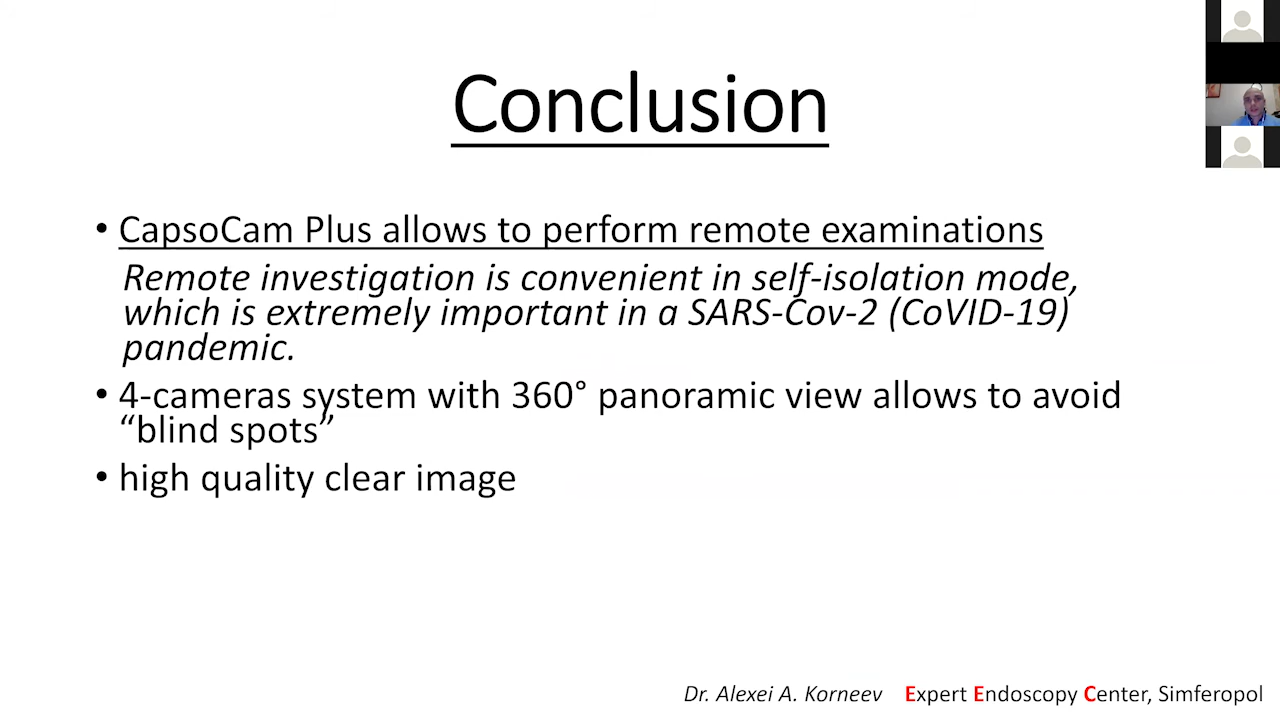 Conclusion
• CapsoCam Plus allows to perform remote examinations
Remote investigation is convenient in self-isolation mode,
which is extremely important in a SARS-Cov-2 (CoVID-19)
pandemic.
• 4-cameras system with 360° panoramic view allows to avoid
“blind spots”
• high quality clear image
Dr. Alexei A. Korneev Expert Endoscopy Center, Simferopol